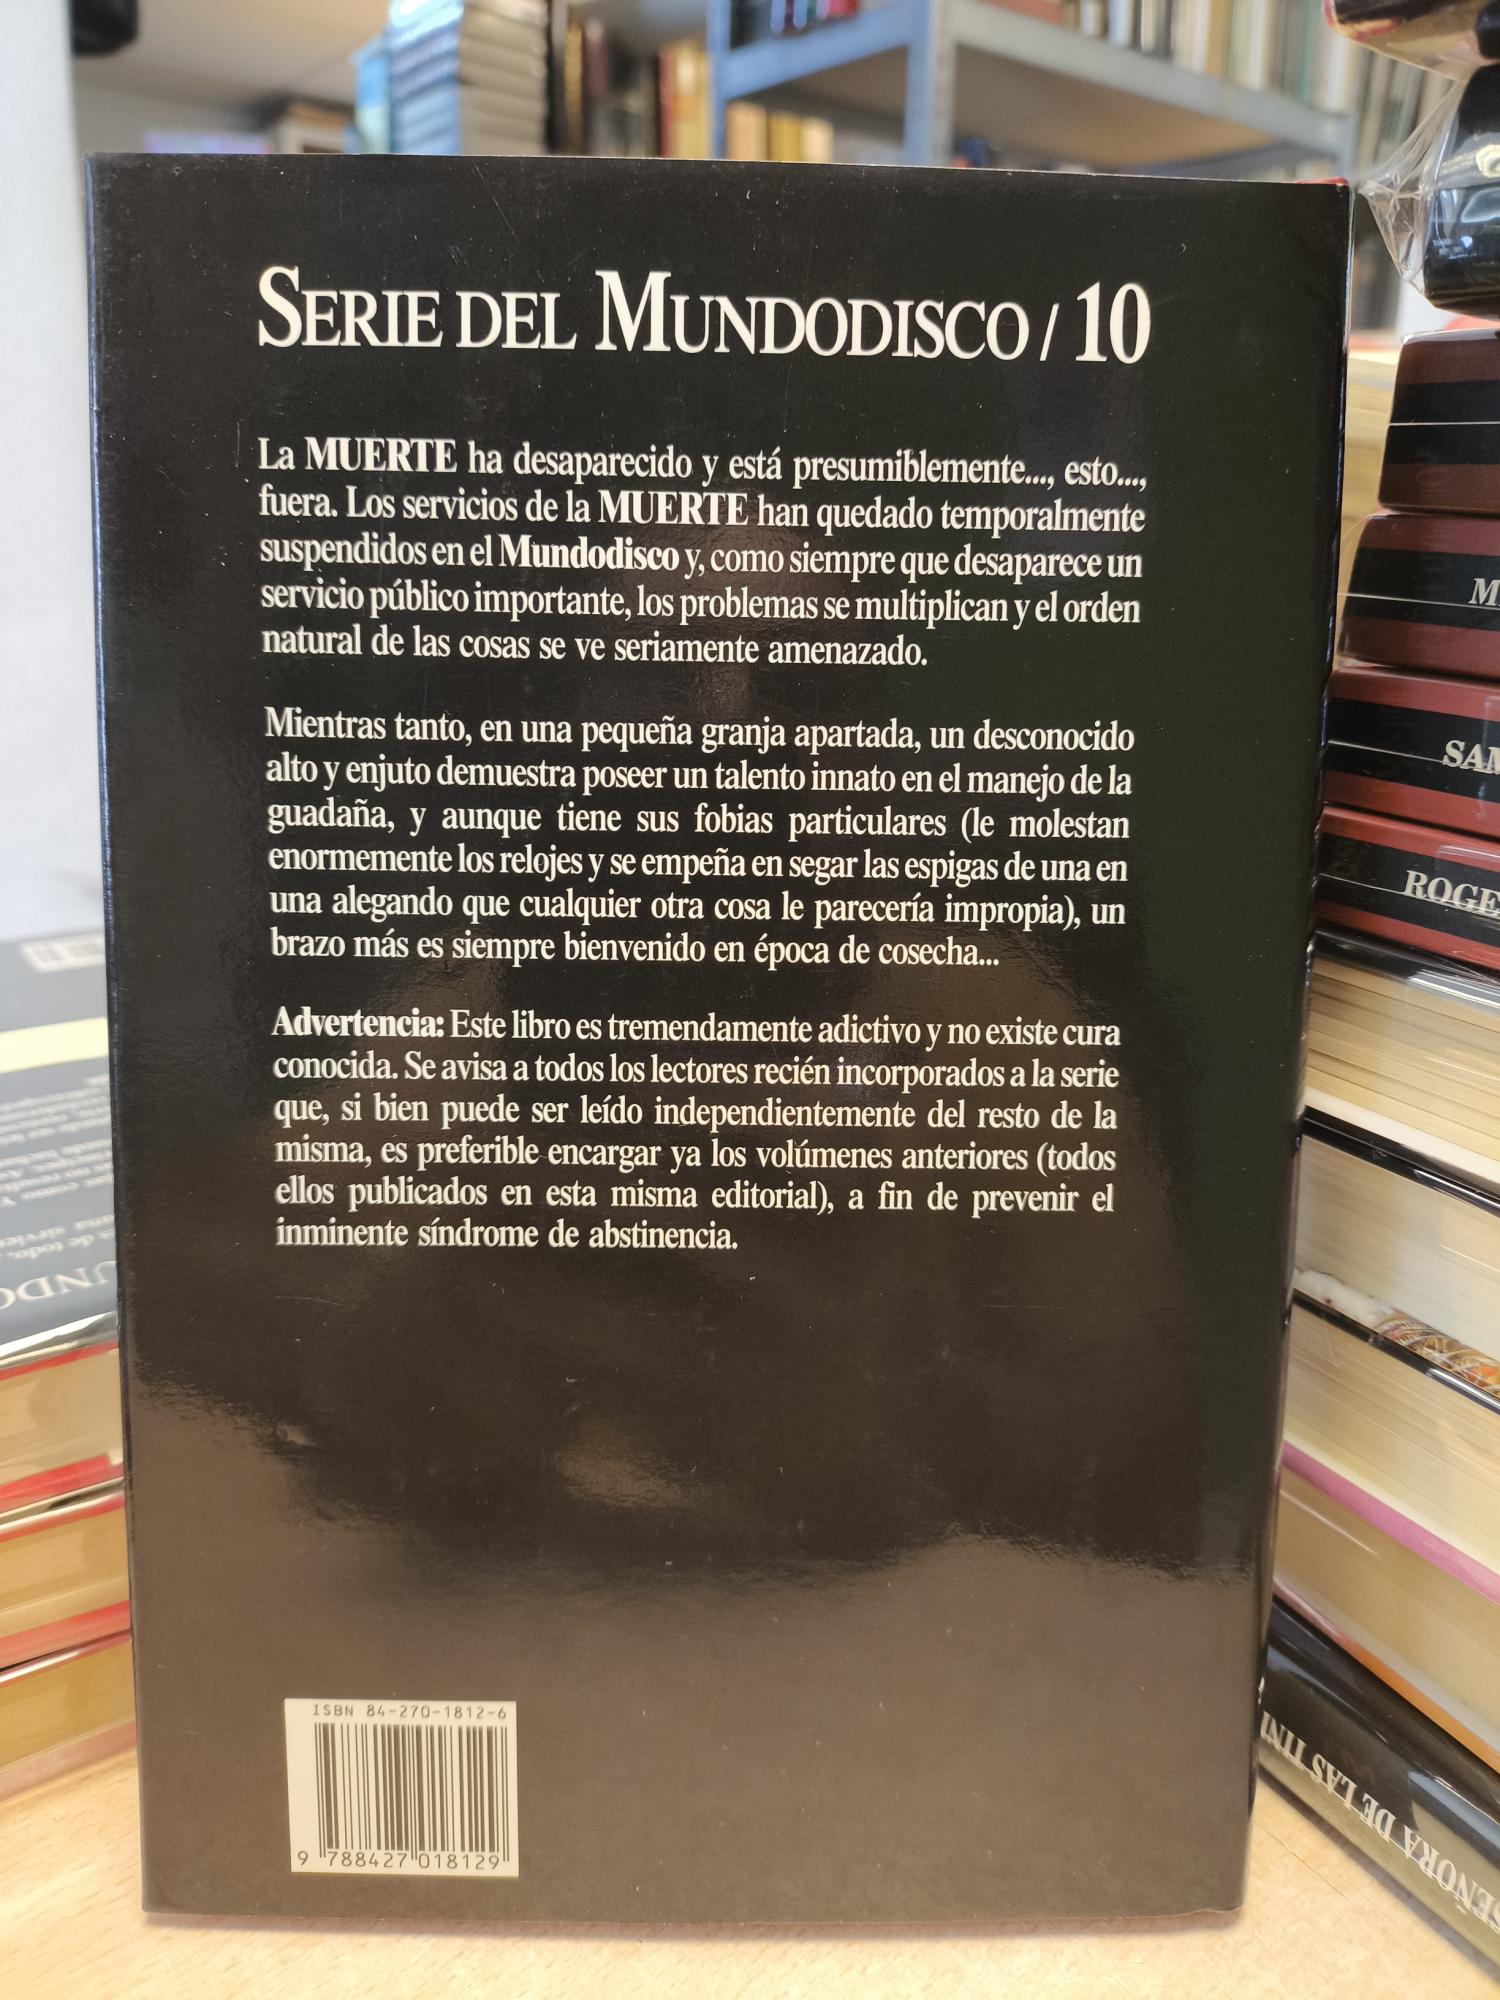 SERIE DEL MUNDODISCO / 10
La MUERTE ha desaparecido y está presumiblemente..., esto...,
fuera. Los servicios de la MUERTE han quedado temporalmente
suspendidos en el Mundodisco y, como siempre que desaparece un
servicio público importante, los problemas se multiplican y el orden
natural de las cosas se ve seriamente amenazado.
Mientras tanto, en una pequeña granja apartada, un desconocido
alto y enjuto demuestra poseer un talento innato en el manejo de la
guadaña, y aunque tiene sus fobias particulares (le molestan
enormemente los relojes y se empeña en segar las espigas de una en
una alegando que cualquier otra cosa le parecería impropia), un
brazo más es siempre bienvenido en época de cosecha...
Advertencia: Este libro es tremendamente adictivo y no existe cura
conocida. Se avisa a todos los lectores recién incorporados a la serie
que, si bien puede ser leído independientemente del resto de la
misma, es preferible encargar ya los volúmenes anteriores (todos
ellos publicados en esta misma editorial), a fin de prevenir el
inminente síndrome de abstinencia.
ISBN 84-270-1812-6
9 788427 018129
SAM
ROGE
DE LAS